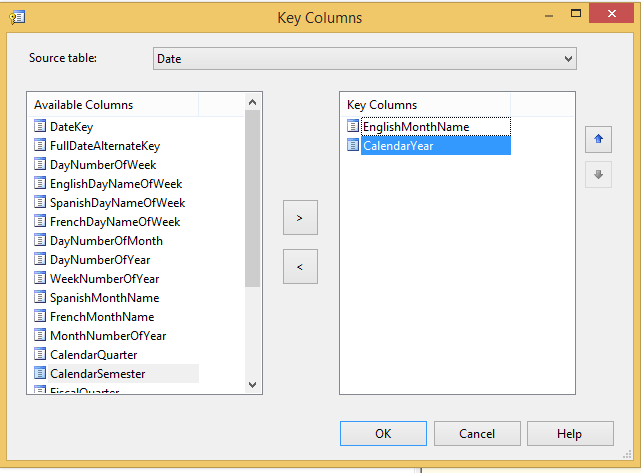 Key Columns
Source table:
Date
Available Columns
DateKey
FullDateAlternateKey
DayNumberOfWeek
EnglishDayNameOfWeek
SpanishDayNameOfWeek
FrenchDayNameOfWeek
DayNumberOfMonth
DayNumberOfYear
WeekNumberOfYear
SpanishMonthName
FrenchMonthName
MonthNumberOfYear
CalendarQuarter
CalendarSemester
FiscalQuarter
>
<
Key Columns
EnglishMonthName
CalendarYear
OK
Cancel
Help